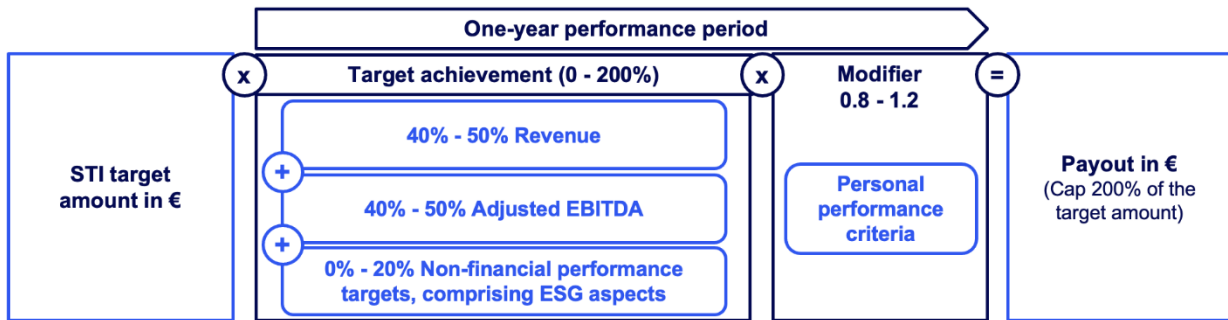 One-year performance period
x
Target achievement (0 - 200%)
x
Modifier
0.8 - 1.2
=
STI target
amount in €
40% - 50% Revenue
+
40% - 50% Adjusted EBITDA
+
0% - 20% Non-financial performance
targets, comprising ESG aspects
Personal
performance
criteria
Payout in €
(Cap 200% of the
target amount)